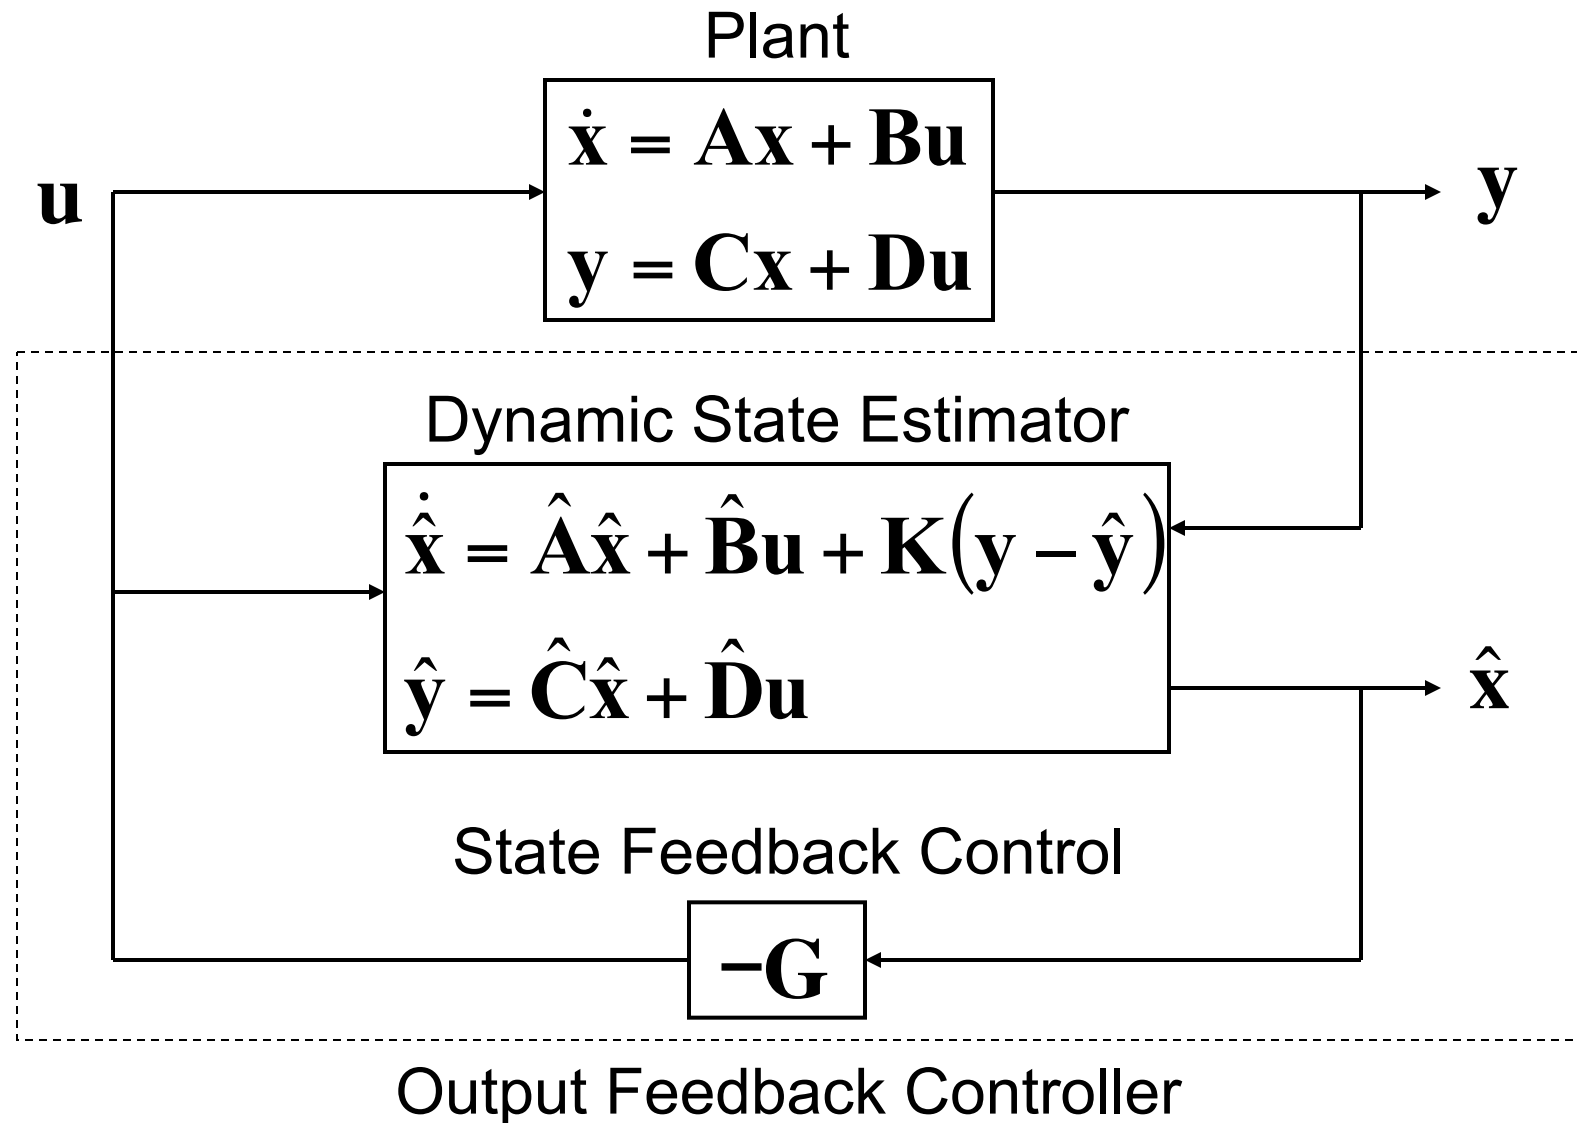 Plant
ẋ = Ax + Bu
u
y
y = Cx + Du
Dynamic State Estimator
x̂̇ = Âx̂ + B̂u + K(y − ŷ)
ŷ = Ĉx̂ + D̂u
x̂
State Feedback Control
−G
Output Feedback Controller